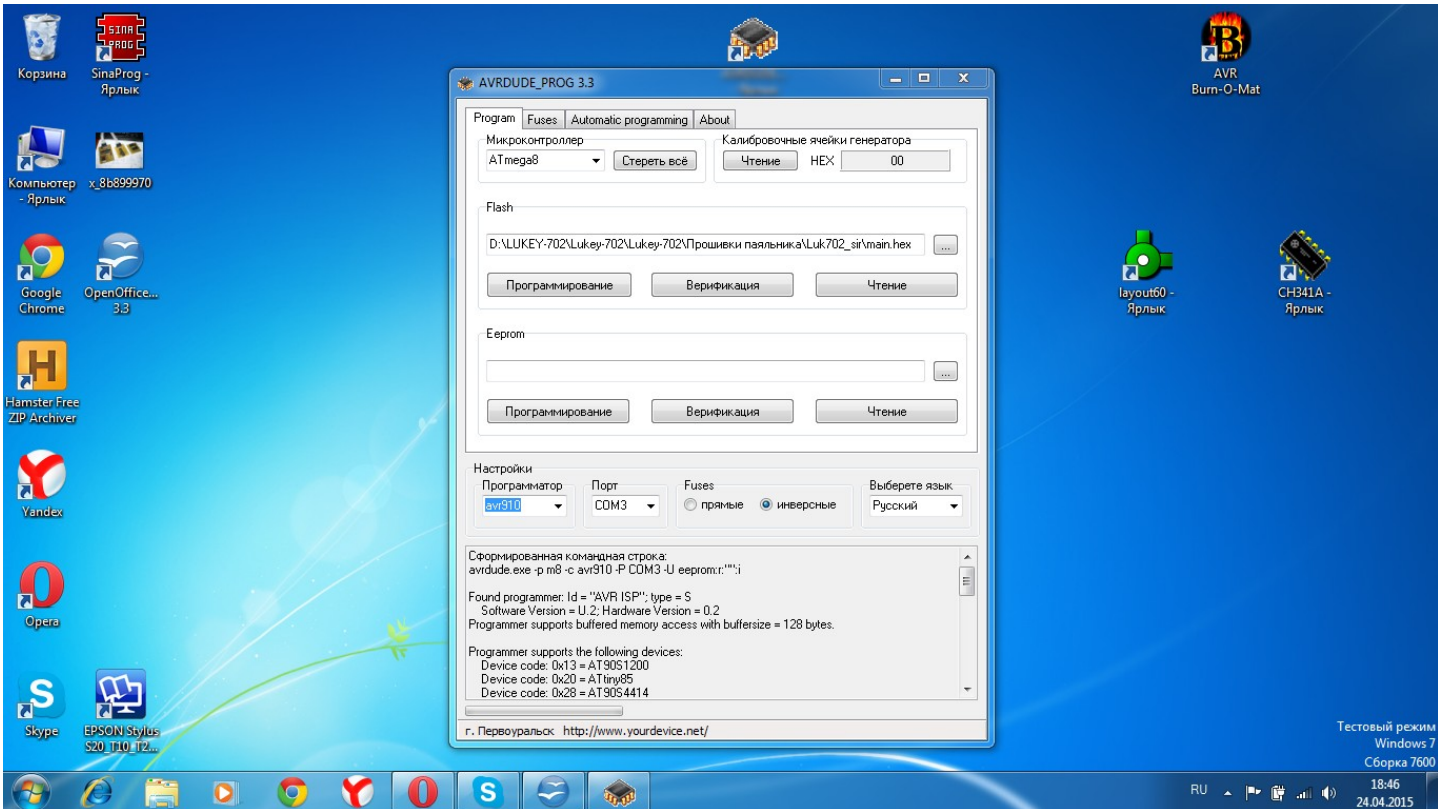 Корзина
SINA
PROG
SinaProg -
Ярлык
B
AVR
Burn-O-Mat
Компьютер
- Ярлык
x_8b899970
Google
Chrome
OpenOffice...
3.3
layout60 -
Ярлык
CH341A -
Ярлык
H
Hamster Free
ZIP Archiver
Yandex
Opera
S
Skype
EPSON Stylus
S20_T10_T2...
AVRDUDE_PROG 3.3
Program Fuses Automatic programming About
Микроконтроллер
ATmega8 Стереть всё
Калибровочные ячейки генератора
Чтение HEX 00
Flash
D:\LUKEY-702\Lukey-702\Lukey-702\Прошивки паяльника\Luk702_sir\main.hex ...
Программирование Верификация Чтение
Eeprom
...
Программирование Верификация Чтение
Настройки
Программатор Порт Fuses Выберете язык
avr910 COM3 прямые инверсные Русский
Сформированная командная строка:
avrdude.exe -p m8 -c avr910 -P COM3 -U eeprom:r:"":i
Found programmer: Id = "AVR ISP"; type = S
Software Version = U.2; Hardware Version = 0.2
Programmer supports buffered memory access with buffersize = 128 bytes.
Programmer supports the following devices:
Device code: 0x13 = AT90S1200
Device code: 0x20 = ATtiny85
Device code: 0x28 = AT90S4414
г. Первоуральск http://www.yourdevice.net/
Тестовый режим
Windows 7
Сборка 7600
RU
18:46
24.04.2015